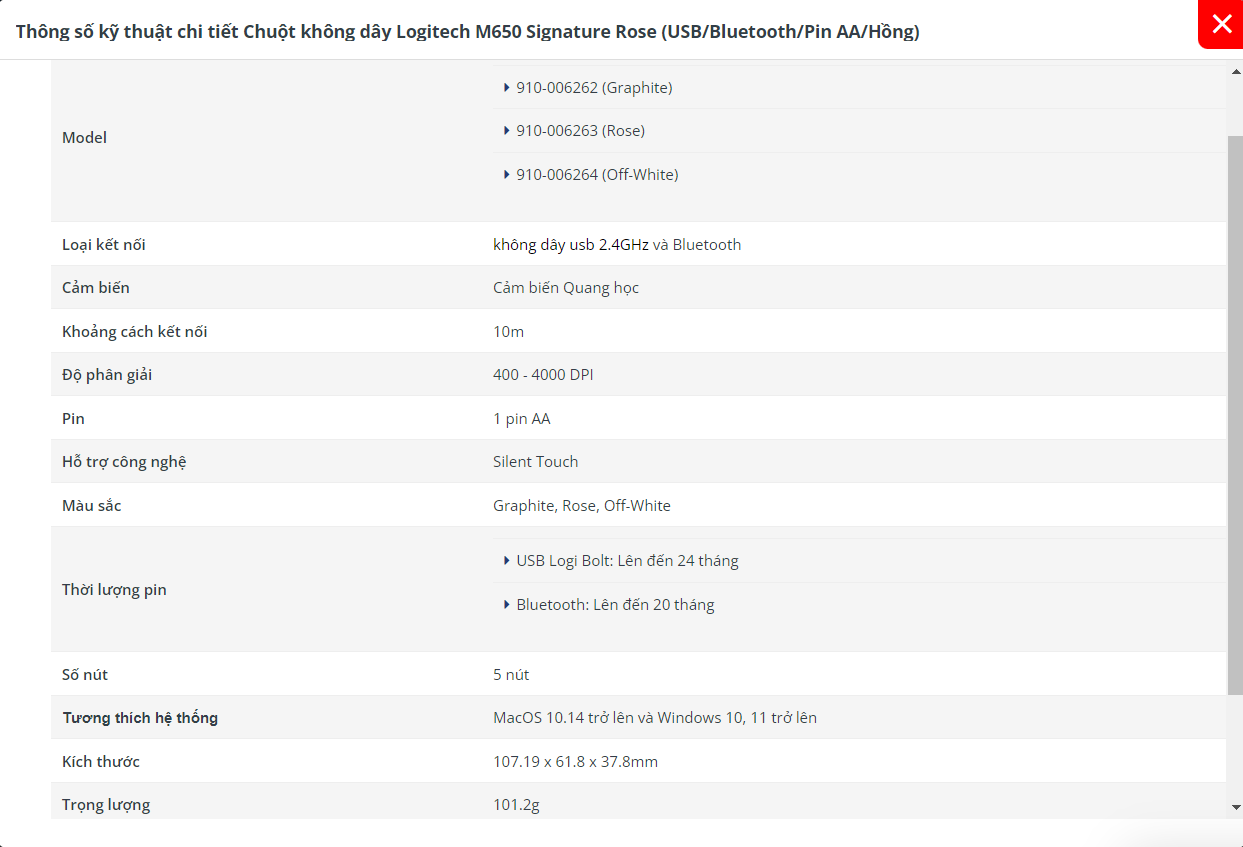 Thông số kỹ thuật chi tiết Chuột không dây Logitech M650 Signature Rose (USB/Bluetooth/Pin AA/Hồng)
Model
910-006262 (Graphite)
910-006263 (Rose)
910-006264 (Off-White)
Loại kết nối không dây usb 2.4GHz và Bluetooth
Cảm biến Cảm biến Quang học
Khoảng cách kết nối 10m
Độ phân giải 400 - 4000 DPI
Pin 1 pin AA
Hỗ trợ công nghệ Silent Touch
Màu sắc Graphite, Rose, Off-White
Thời lượng pin
USB Logi Bolt: Lên đến 24 tháng
Bluetooth: Lên đến 20 tháng
Số nút 5 nút
Tương thích hệ thống MacOS 10.14 trở lên và Windows 10, 11 trở lên
Kích thước 107.19 x 61.8 x 37.8mm
Trọng lượng 101.2g